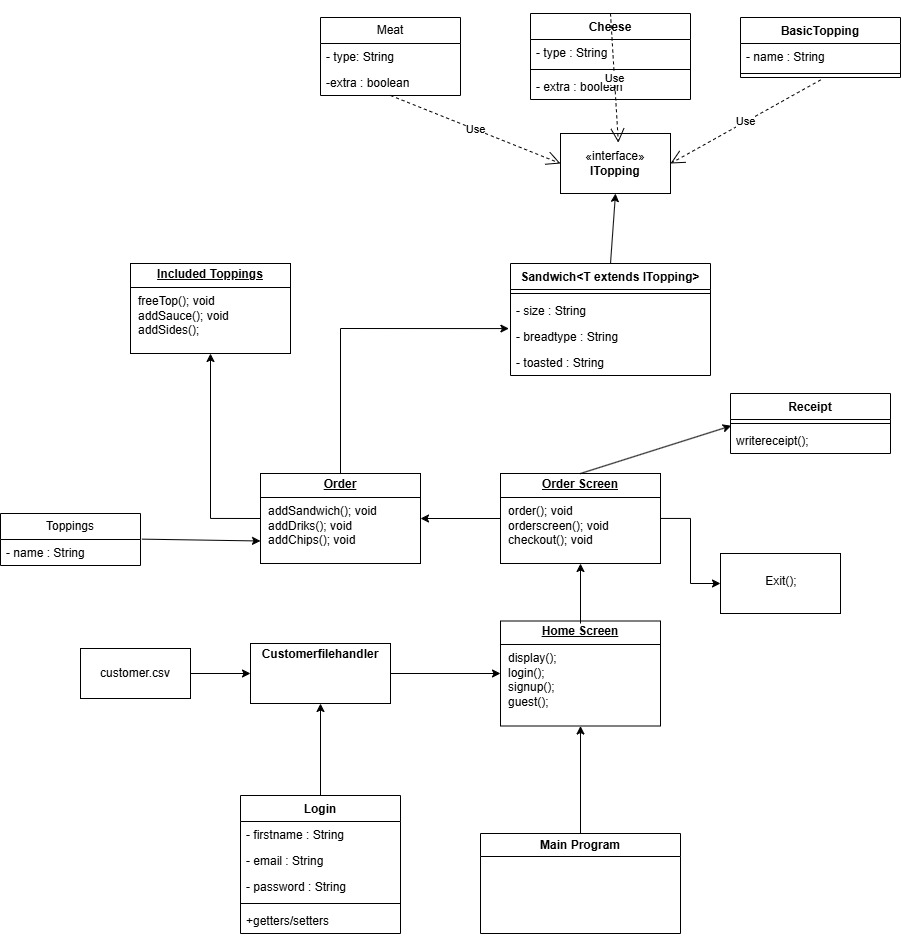 Meat
- type: String
-extra : boolean
Cheese
- type : String
- extra : boolean
BasicTopping
- name : String
Use
Use
Use
«interface»
ITopping
Included Toppings
freeTop(); void
addSauce(); void
addSides();
Sandwich<T extends ITopping>
- size : String
- breadtype : String
- toasted : String
Receipt
writereceipt();
Order
addSandwich(); void
addDriks(); void
addChips(); void
Order Screen
order(); void
orderscreen(); void
checkout(); void
Toppings
- name : String
Exit();
customer.csv
Customerfilehandler
Home Screen
display();
login();
signup();
guest();
Login
- firstname : String
- email : String
- password : String
+getters/setters
Main Program